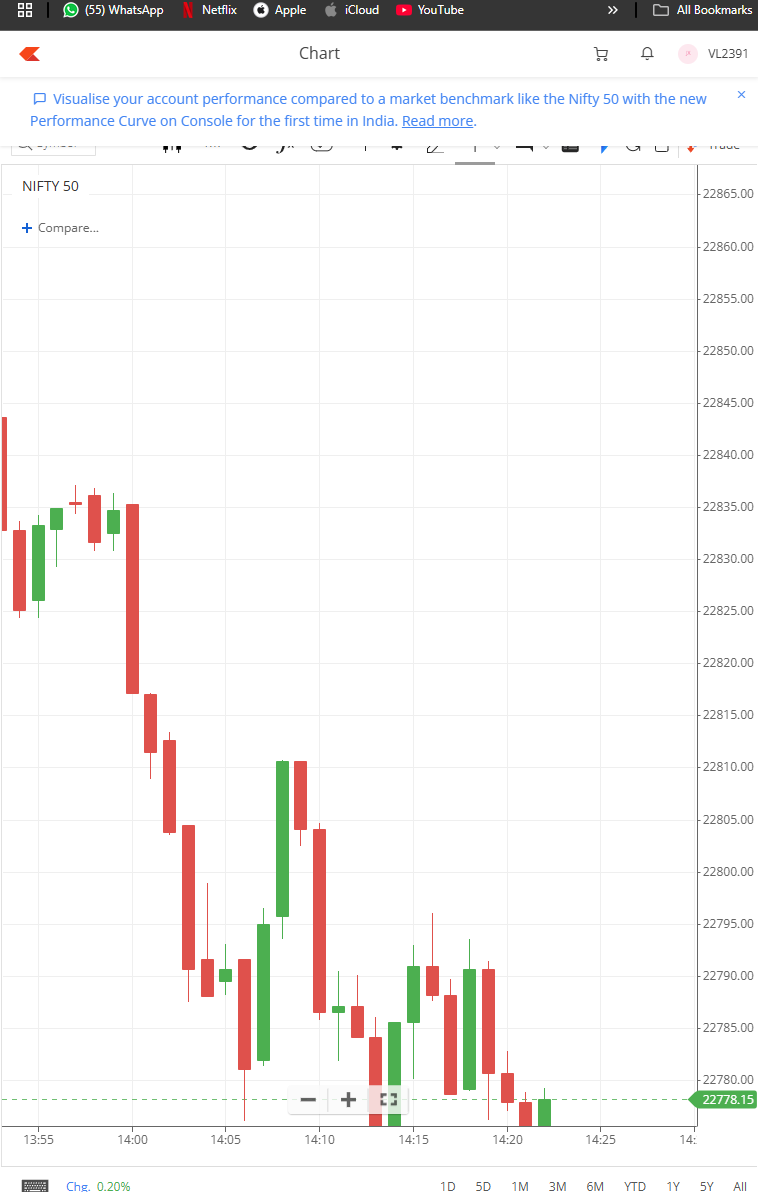 (55) WhatsApp Netflix Apple iCloud YouTube » All Bookmarks
Chart VL2391
Visualise your account performance compared to a market benchmark like the Nifty 50 with the new
Performance Curve on Console for the first time in India. Read more.
NIFTY 50
+ Compare...
22865.00
22860.00
22855.00
22850.00
22845.00
22840.00
22835.00
22830.00
22825.00
22820.00
22815.00
22810.00
22805.00
22800.00
22795.00
22790.00
22785.00
22780.00
22778.15
13:55 14:00 14:05 14:10 14:15 14:20 14:25 14:
Chg. 0.20% 1D 5D 1M 3M 6M YTD 1Y 5Y All